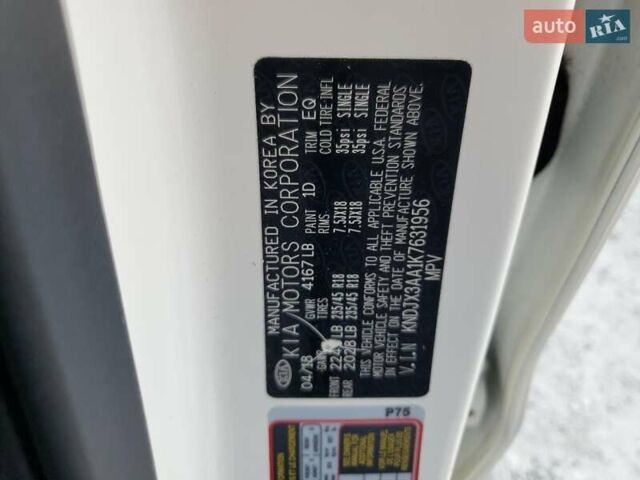 auto RIA .com
MANUFACTURED IN KOREA BY
KIA MOTORS CORPORATION
04/18 GVWR 4167LB PAINT 1D TRIM EQ
TIRES RIMS COLD TIRE INFL
FRONT LB 235/45 R18 7.5JX18 35psi SINGLE
REAR 2028LB 235/45 R18 7.5JX18 35psi SINGLE
THIS VEHICLE CONFORMS TO ALL APPLICABLE U.S.A. FEDERAL
MOTOR VEHICLE SAFETY AND THEFT PREVENTION STANDARDS
IN EFFECT ON THE DATE OF MANUFACTURE SHOWN ABOVE.
V.I.N KNDJX3AA1K7631956
MPV
KIA
P75